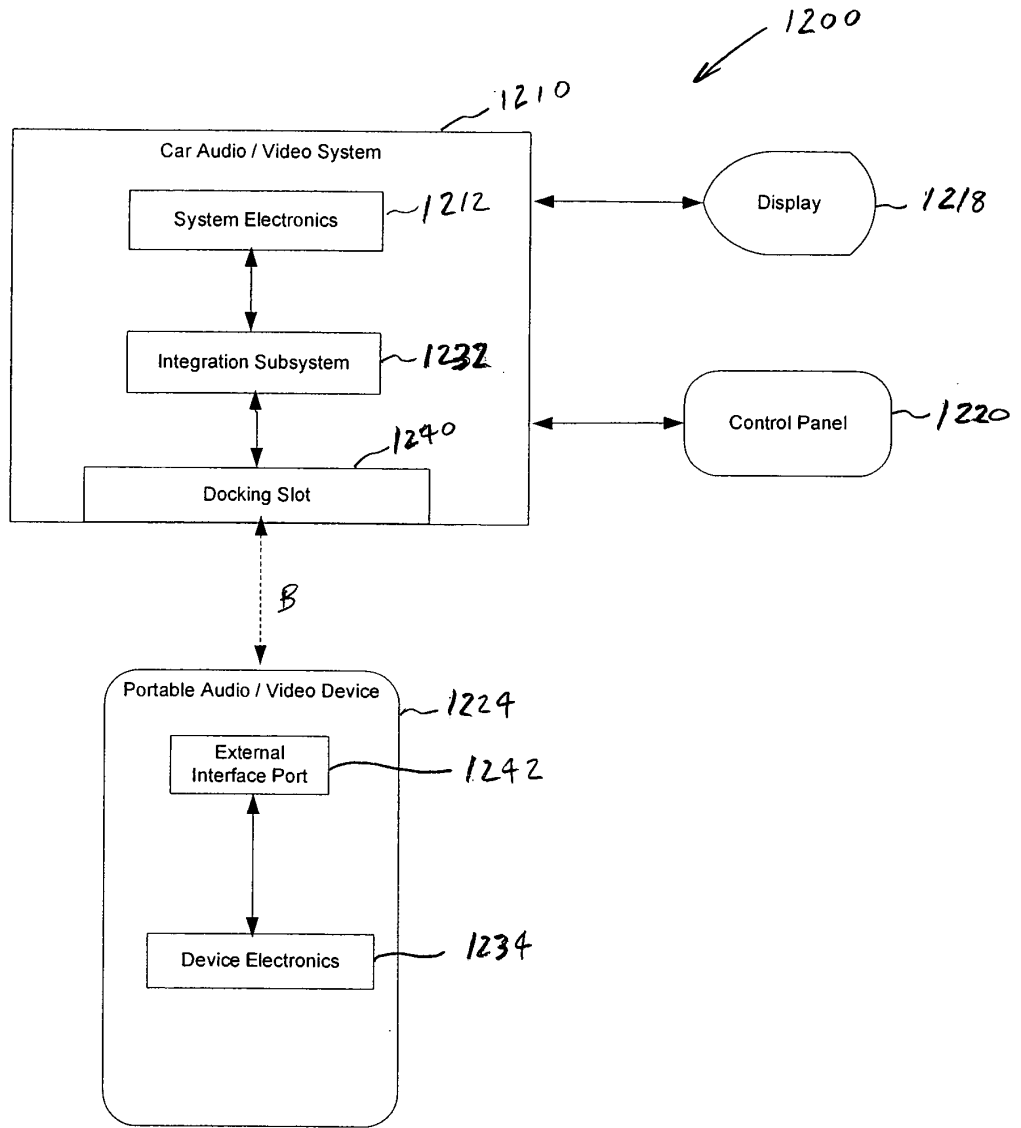 1200
1210
Car Audio / Video System
System Electronics
1212
Display
1218
Integration Subsystem
1232
1240
Control Panel
1220
Docking Slot
B
Portable Audio / Video Device
1224
External
Interface Port
1242
Device Electronics
1234